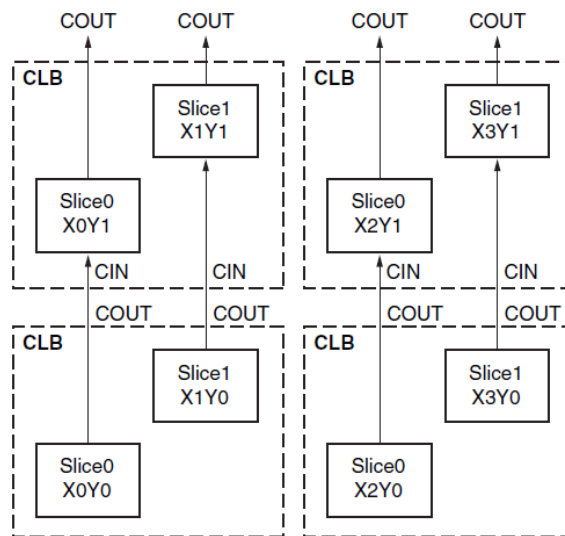 COUT COUT COUT COUT
CLB CLB
Slice1 Slice1
X1Y1 X3Y1
Slice0 Slice0
X0Y1 X2Y1
CIN CIN CIN CIN
COUT COUT COUT COUT
CLB CLB
Slice1 Slice1
X1Y0 X3Y0
Slice0 Slice0
X0Y0 X2Y0